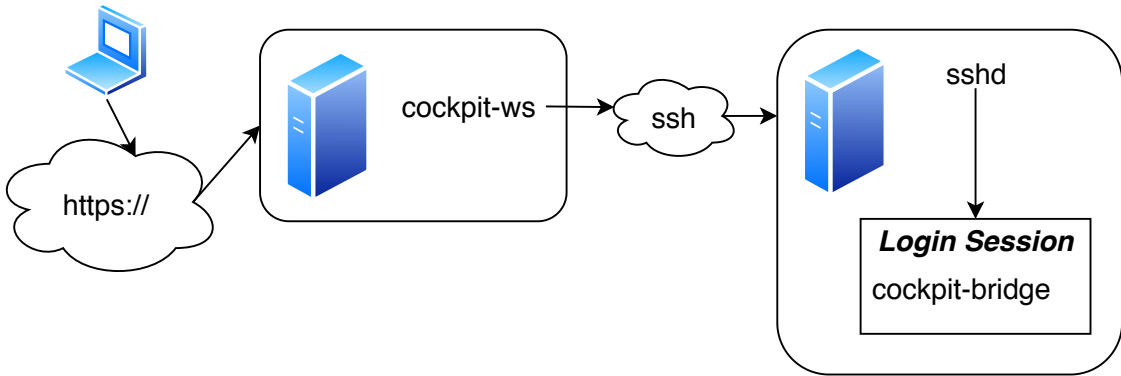 https://
cockpit-ws
ssh
sshd
Login Session
cockpit-bridge